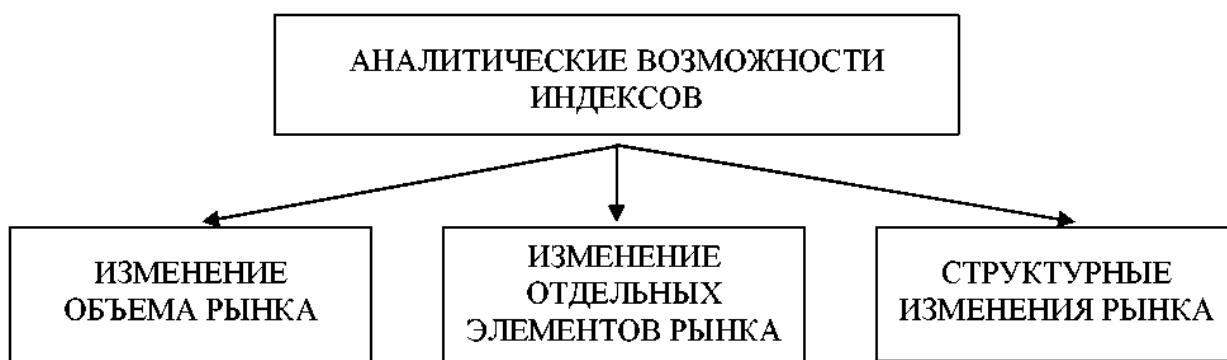 АНАЛИТИЧЕСКИЕ ВОЗМОЖНОСТИ
ИНДЕКСОВ
ИЗМЕНЕНИЕ
ОБЪЕМА РЫНКА
ИЗМЕНЕНИЕ
ОТДЕЛЬНЫХ
ЭЛЕМЕНТОВ РЫНКА
СТРУКТУРНЫЕ
ИЗМЕНЕНИЯ РЫНКА